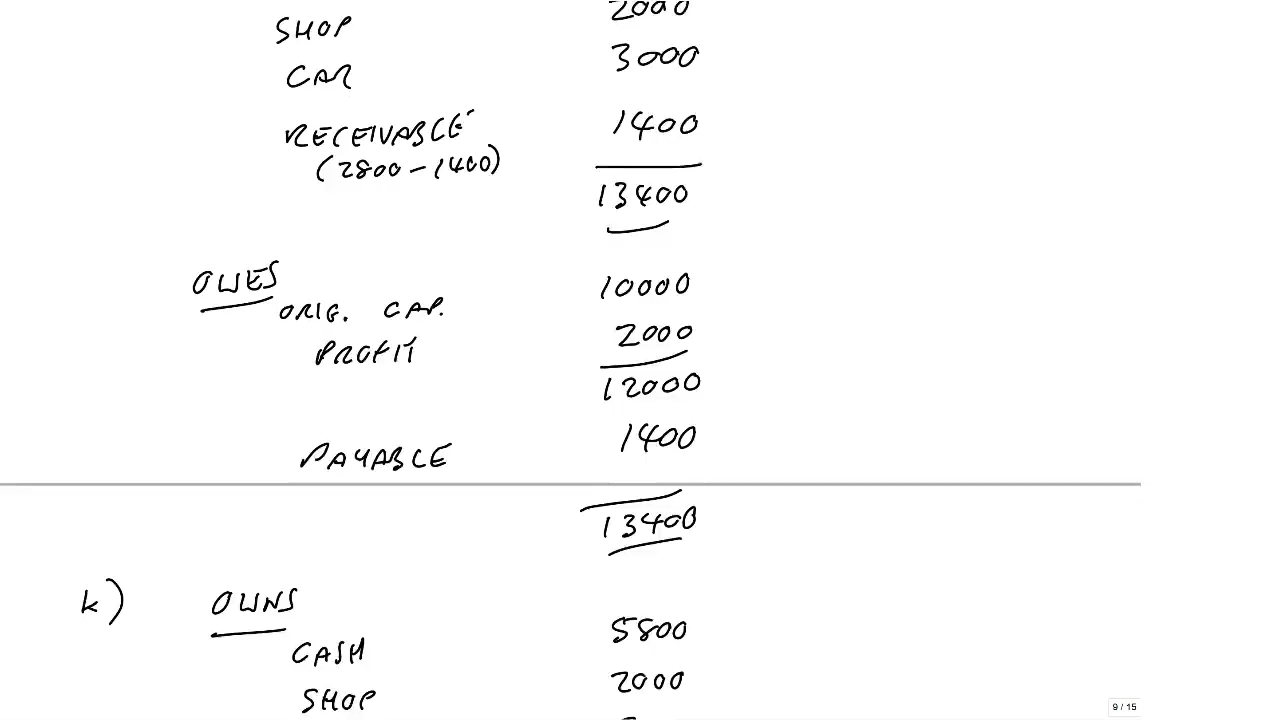 SHOP 2000
CAR 3000
RECEIVABLE 1400
(2800 - 1400)
13400
OWES
ORIG. CAP. 10000
PROFIT 2000
12000
PAYABLE 1400
13400
k) OWNS
CASH 5800
SHOP 2000
9 / 15